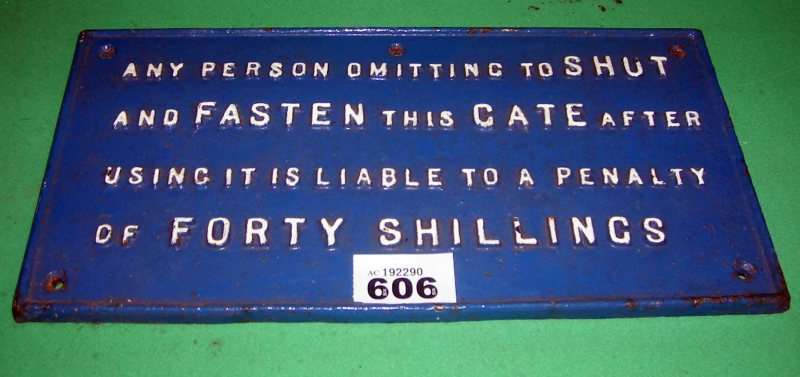 ANY PERSON OMITTING TO SHUT
AND FASTEN THIS GATE AFTER
USING IT IS LIABLE TO A PENALTY
OF FORTY SHILLINGS
AC 192290
606